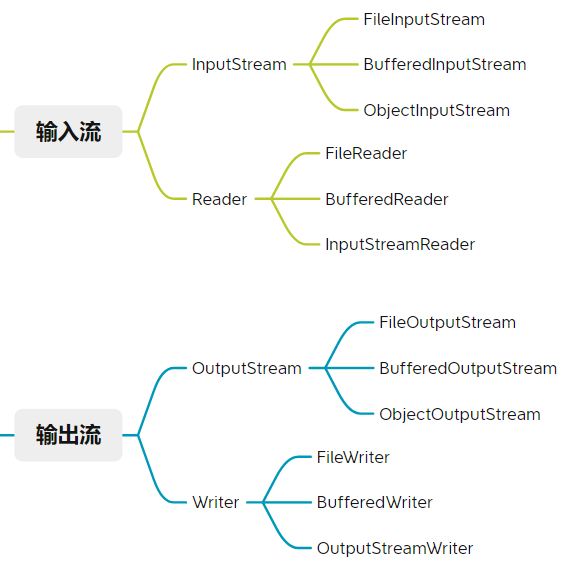 输入流
InputStream
FileInputStream
BufferedInputStream
ObjectInputStream
Reader
FileReader
BufferedReader
InputStreamReader
输出流
OutputStream
FileOutputStream
BufferedOutputStream
ObjectOutputStream
Writer
FileWriter
BufferedWriter
OutputStreamWriter